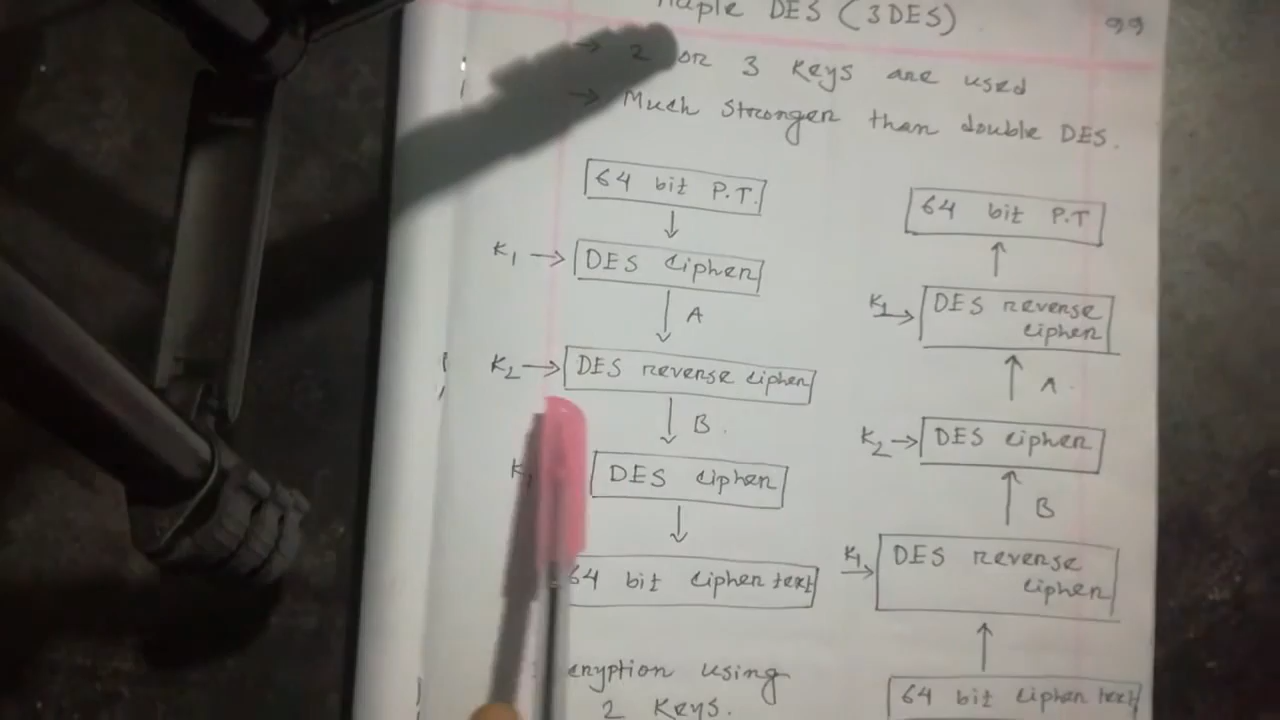 DES (3DES)
99
→ 2 or 3 Keys are used
→ Much Stronger than double DES.
64 bit P.T.
K1 → DES Cipher
A
K2 → DES reverse cipher
B.
K1 DES cipher
64 bit cipher text
using
2 Keys.
64 bit P.T
K1 → DES reverse
cipher
A.
K2 → DES cipher
B
K1 → DES reverse
cipher
64 bit cipher text